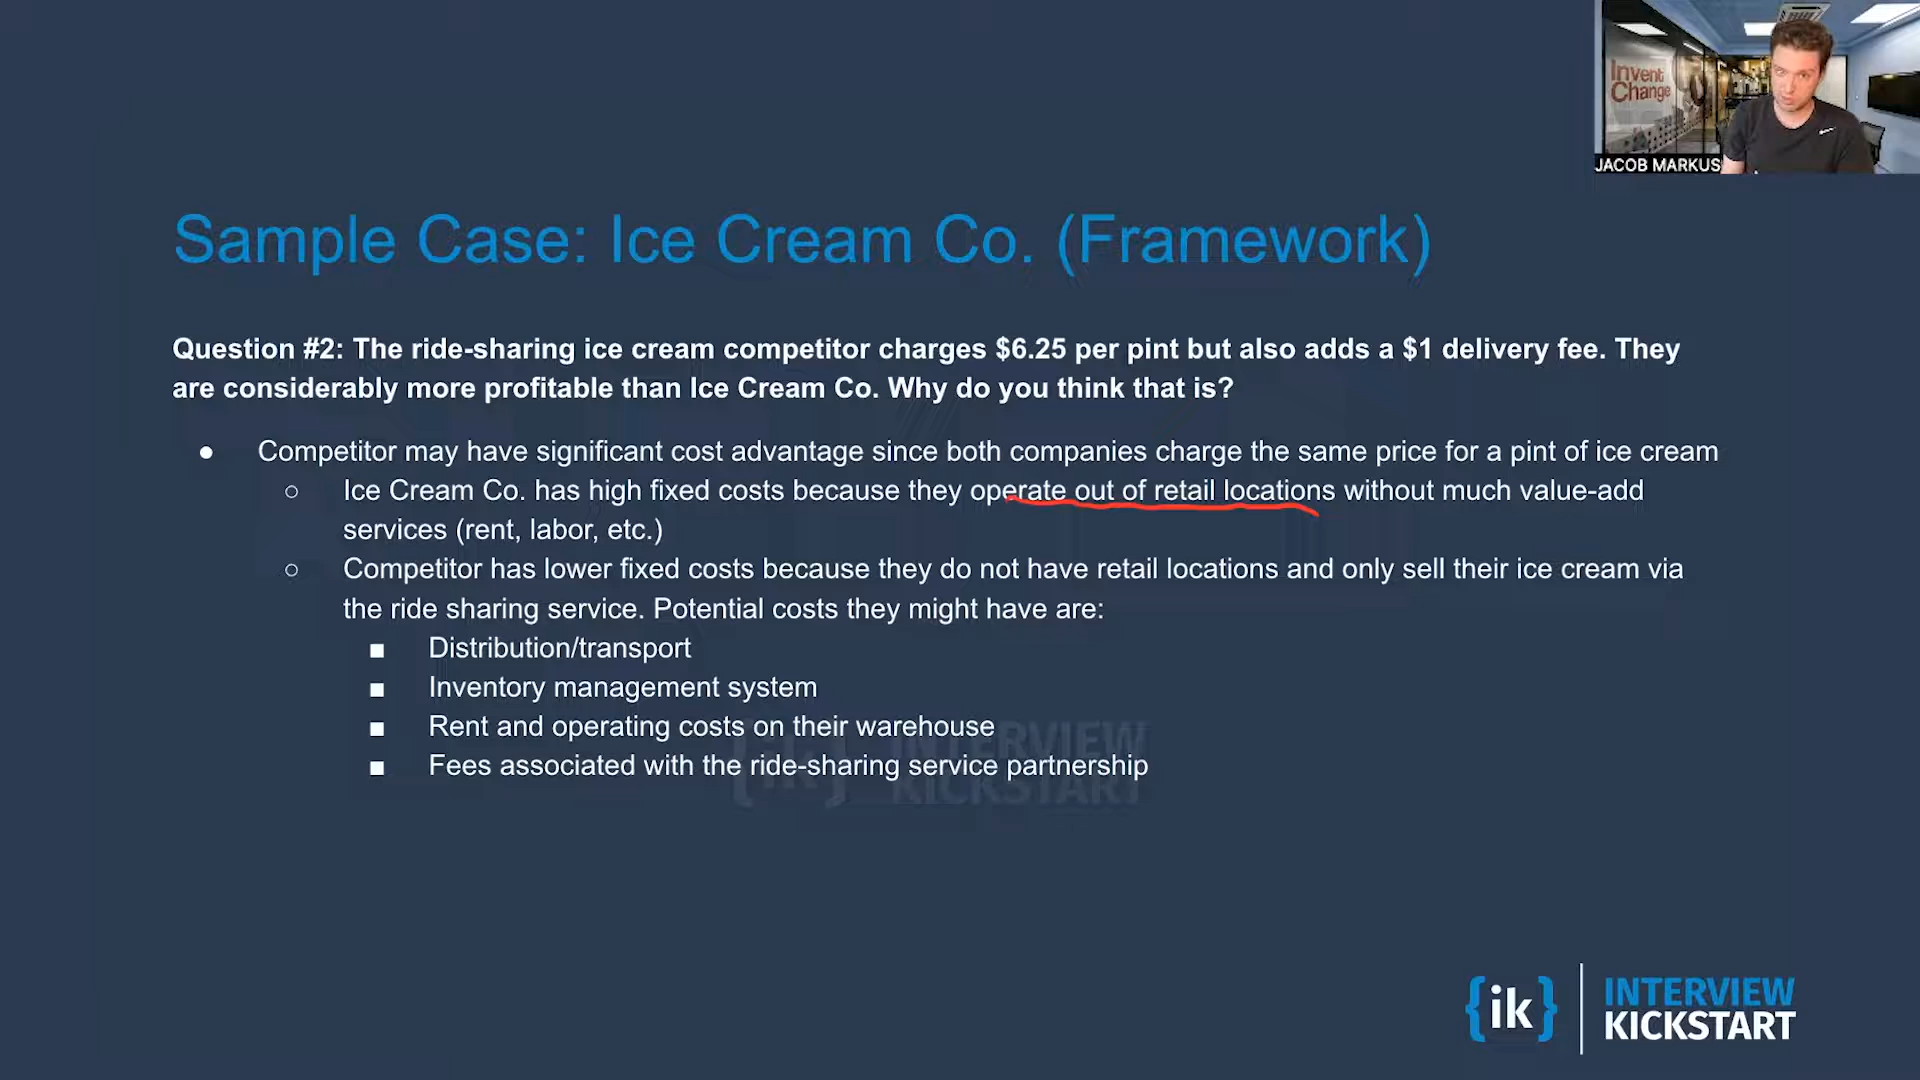 Invent
Change
JACOB MARKUS
Sample Case: Ice Cream Co. (Framework)
Question #2: The ride-sharing ice cream competitor charges $6.25 per pint but also adds a $1 delivery fee. They
are considerably more profitable than Ice Cream Co. Why do you think that is?
● Competitor may have significant cost advantage since both companies charge the same price for a pint of ice cream
○ Ice Cream Co. has high fixed costs because they operate out of retail locations without much value-add
services (rent, labor, etc.)
○ Competitor has lower fixed costs because they do not have retail locations and only sell their ice cream via
the ride sharing service. Potential costs they might have are:
■ Distribution/transport
■ Inventory management system
■ Rent and operating costs on their warehouse
■ Fees associated with the ride-sharing service partnership
{ik} INTERVIEW
KICKSTART
{ik} INTERVIEW
KICKSTART